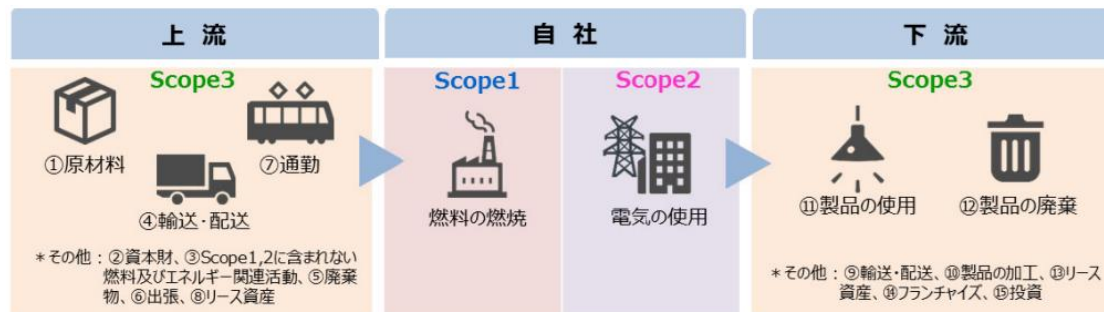 上 流
自 社
下 流
Scope3
Scope1
Scope2
Scope3
①原材料
⑦通勤
④輸送・配送
燃料の燃焼
電気の使用
⑪製品の使用
⑫製品の廃棄
*その他：②資本財、③Scope1,2に含まれない
燃料及びエネルギー関連活動、⑤廃棄
物、⑥出張、⑧リース資産
*その他：⑨輸送・配送、⑩製品の加工、⑬リース
資産、⑭フランチャイズ、⑮投資